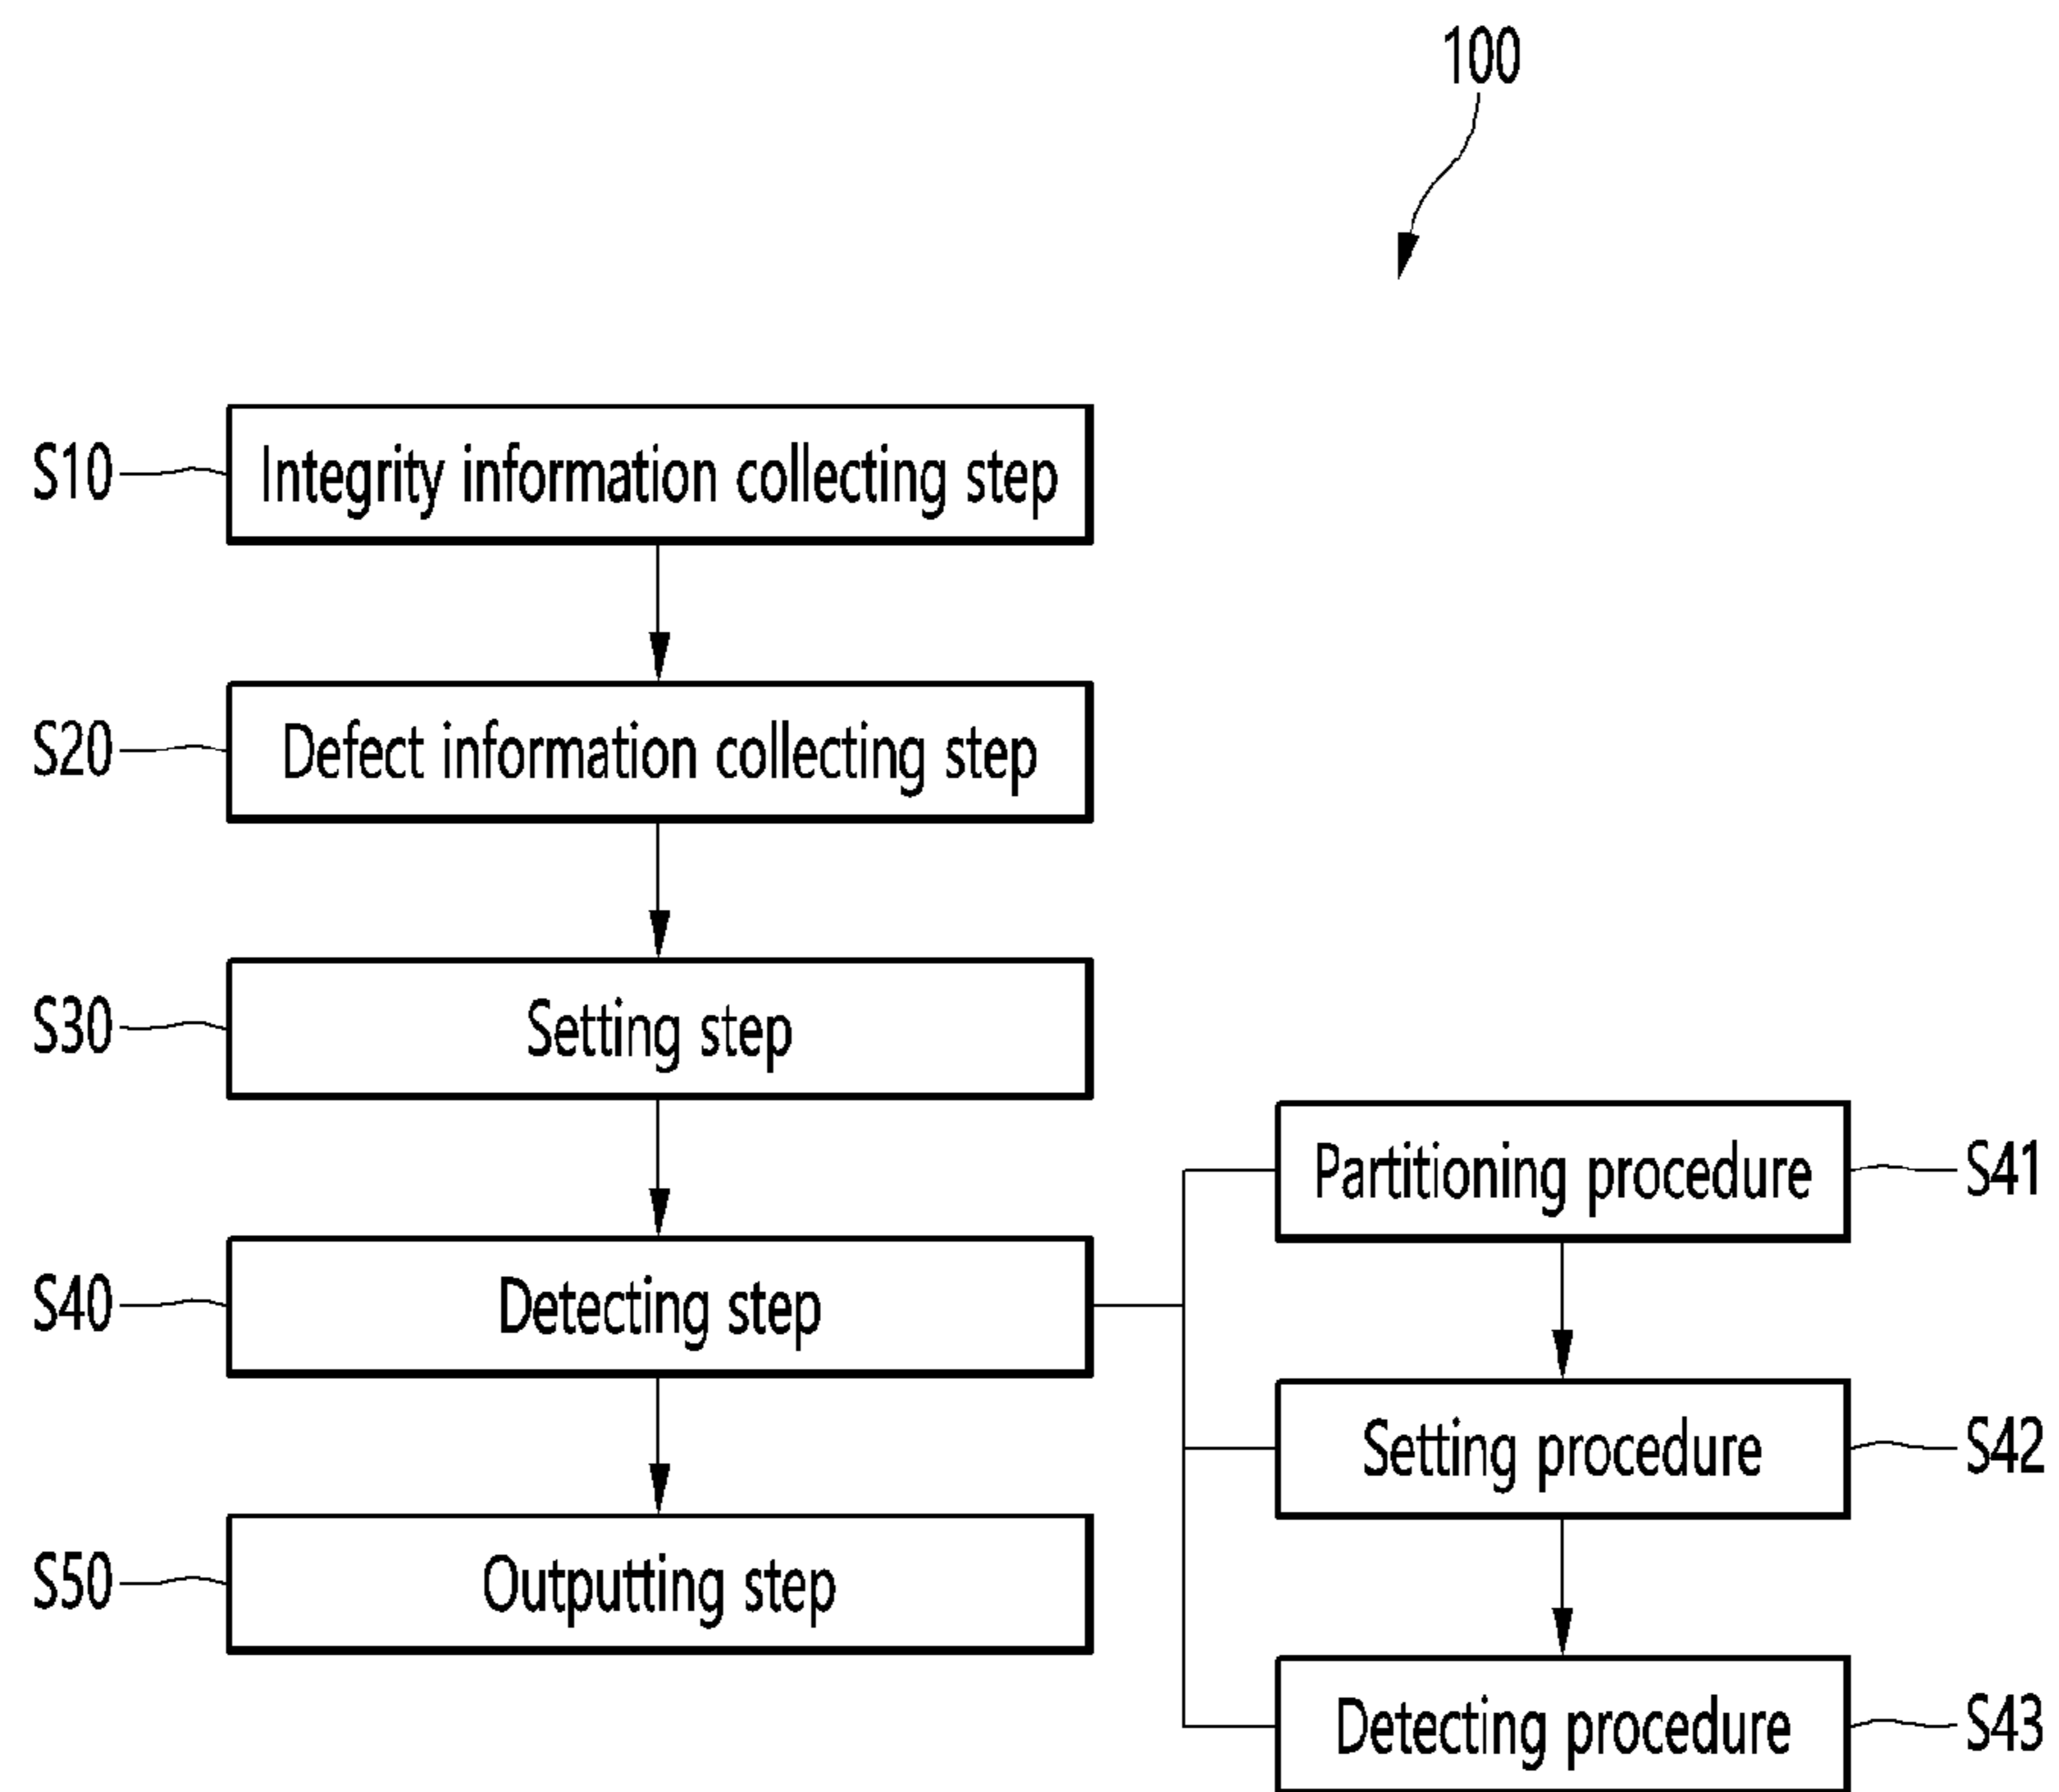 100
S10
Integrity information collecting step
S20
Defect information collecting step
S30
Setting step
S40
Detecting step
S50
Outputting step
Partitioning procedure
S41
Setting procedure
S42
Detecting procedure
S43